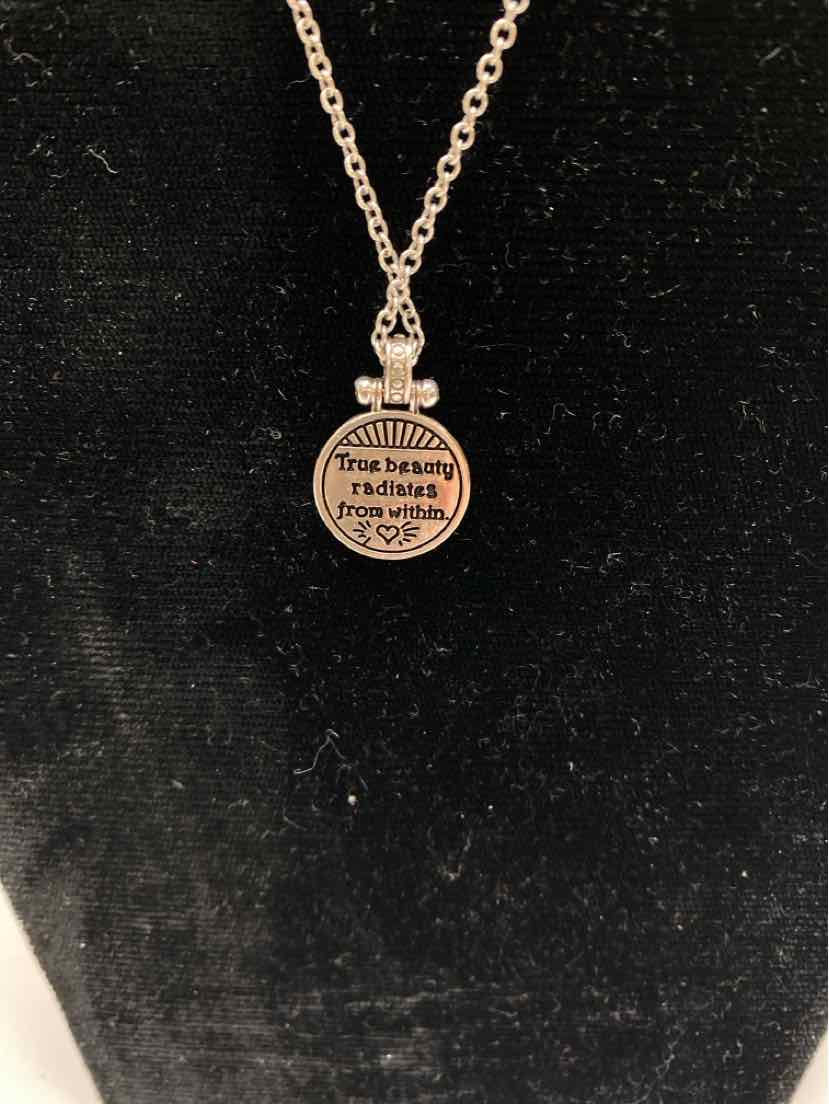 True beauty
radiates
from within.